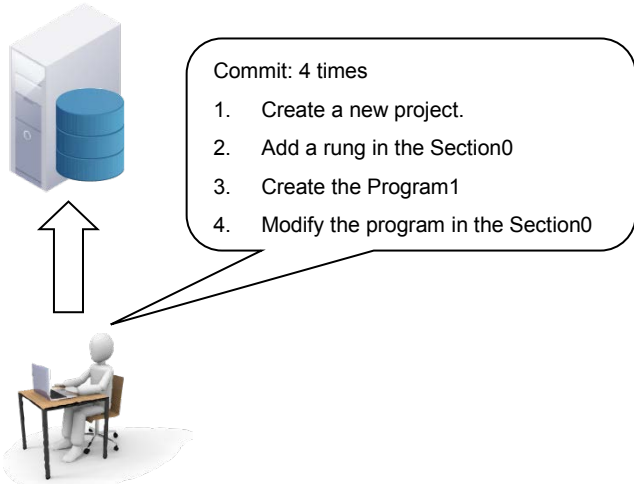 Commit: 4 times
1. Create a new project.
2. Add a rung in the Section0
3. Create the Program1
4. Modify the program in the Section0